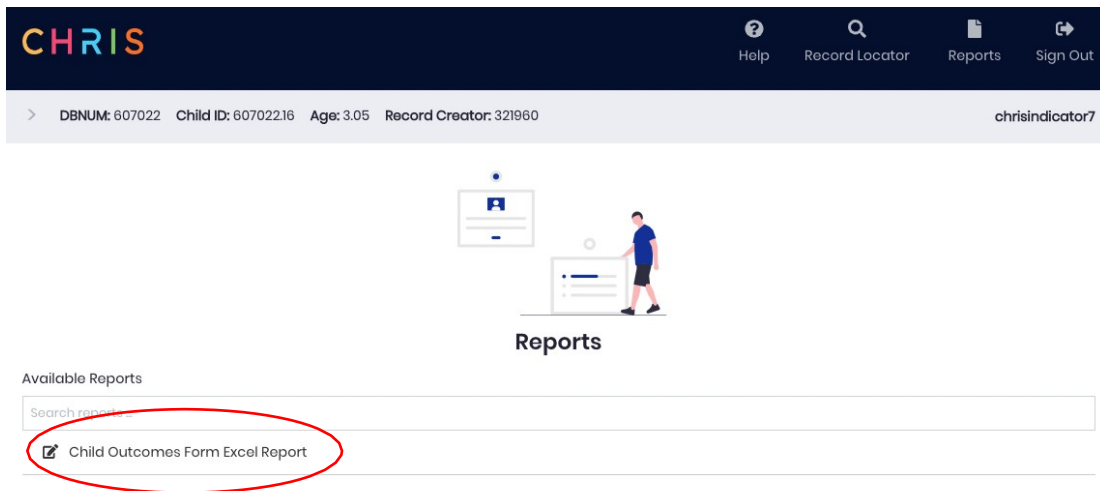 CHRIS
Help Record Locator Reports Sign Out
DBNUM: 607022 Child ID: 607022.16 Age: 3.05 Record Creator: 321960 chrisindicator7
Reports
Available Reports
Search reports ...
Child Outcomes Form Excel Report